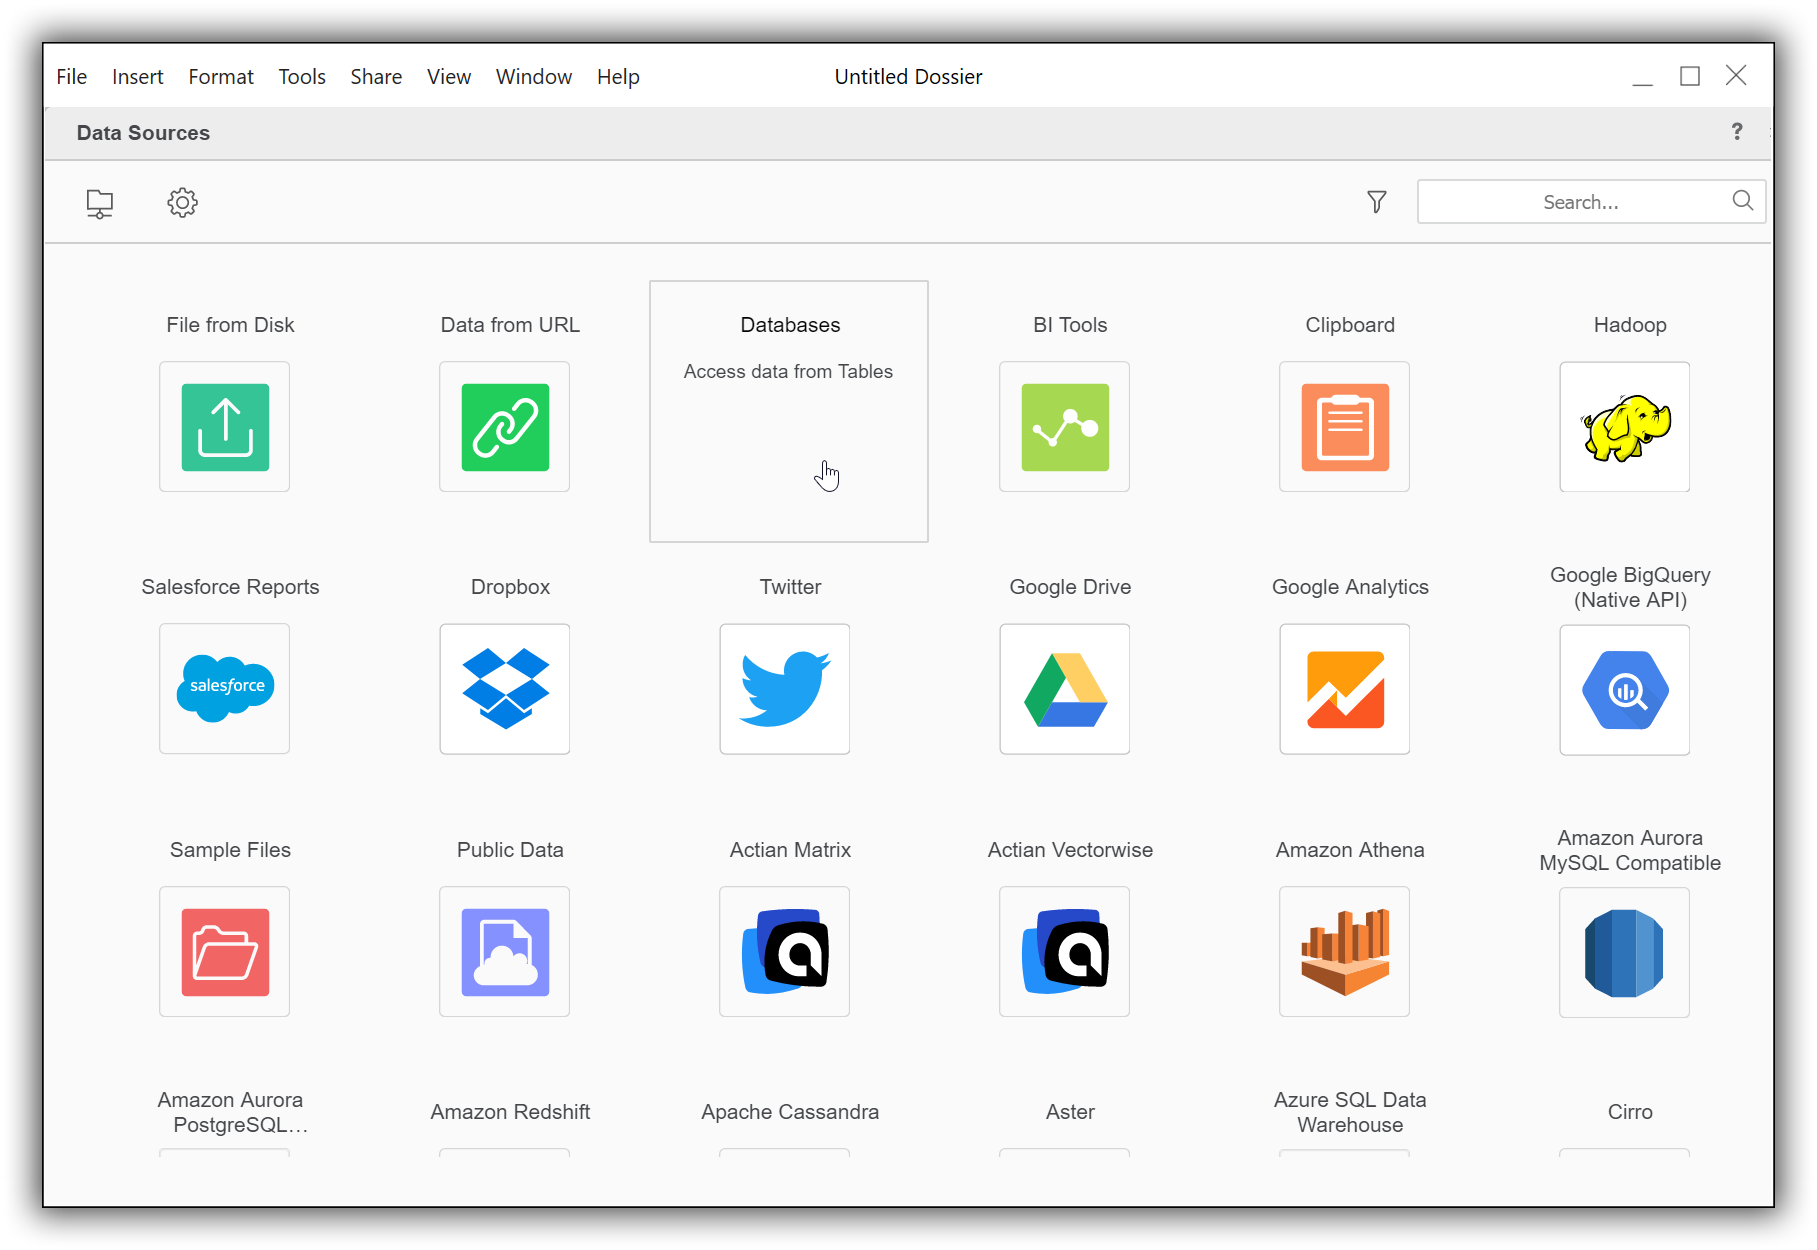 File Insert Format Tools Share View Window Help Untitled Dossier
Data Sources ?
Search...
File from Disk Data from URL Databases BI Tools Clipboard Hadoop
Access data from Tables
Salesforce Reports Dropbox Twitter Google Drive Google Analytics Google BigQuery
(Native API)
salesforce
Sample Files Public Data Actian Matrix Actian Vectorwise Amazon Athena Amazon Aurora
MySQL Compatible
Amazon Aurora
PostgreSQL... Amazon Redshift Apache Cassandra Aster Azure SQL Data
Warehouse Cirro